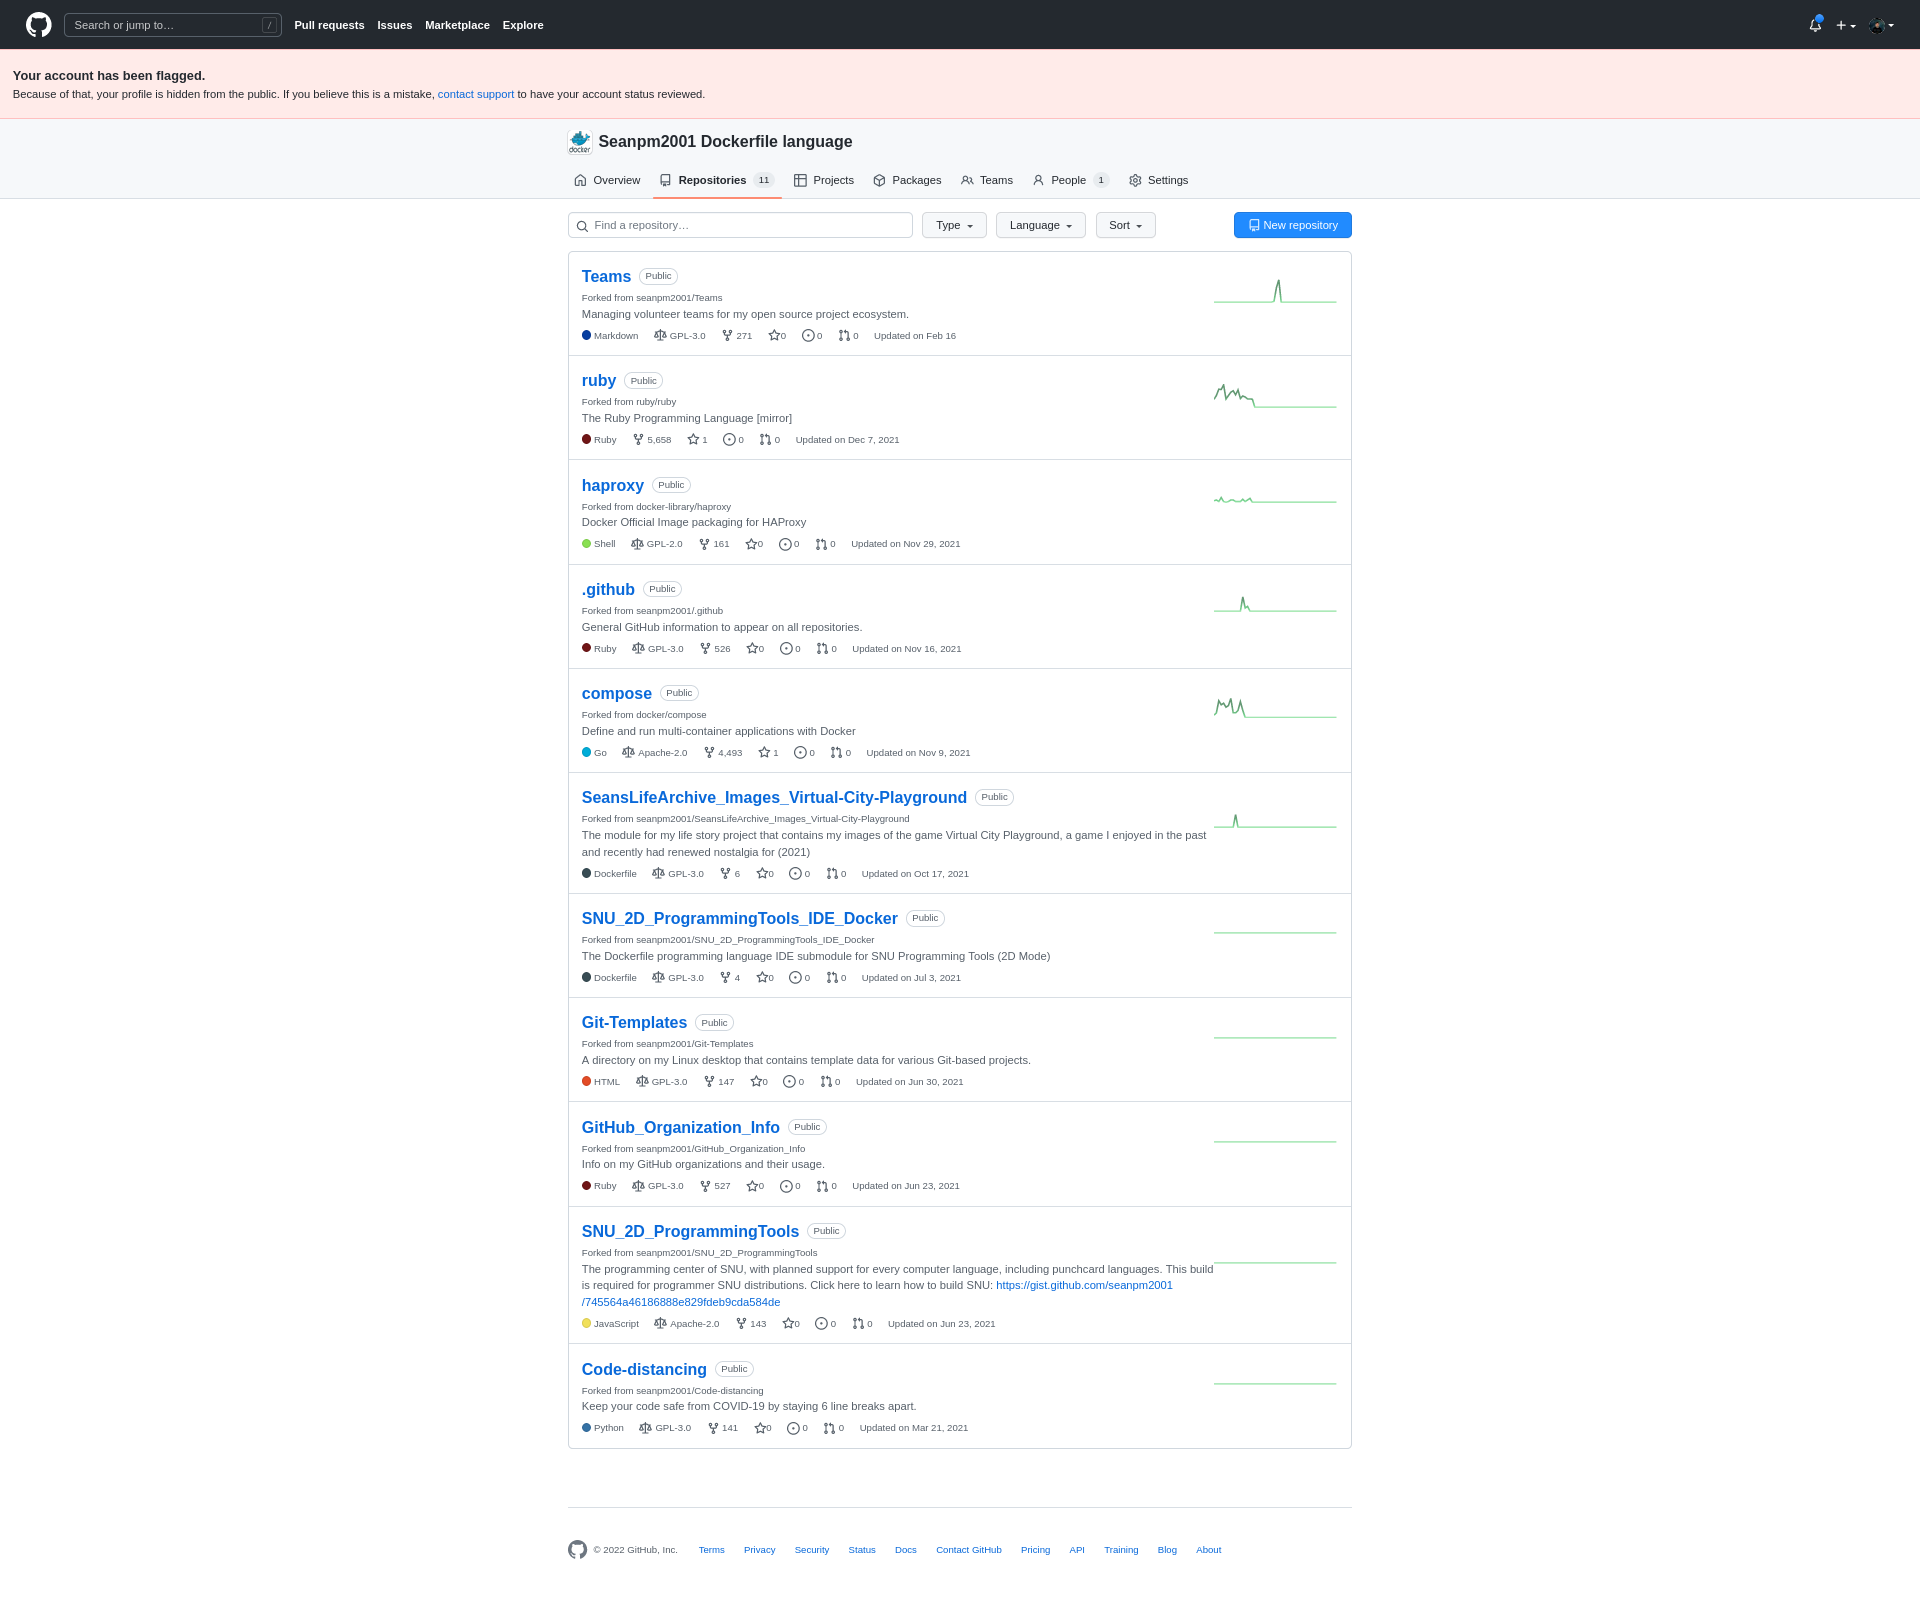 Search or jump to… /
Pull requests Issues Marketplace Explore
Your account has been flagged.
Because of that, your profile is hidden from the public. If you believe this is a mistake, contact support to have your account status reviewed.
docker
Seanpm2001 Dockerfile language
Overview Repositories 11 Projects Packages Teams People 1 Settings
Find a repository… Type Language Sort New repository
Teams Public
Forked from seanpm2001/Teams
Managing volunteer teams for my open source project ecosystem.
Markdown GPL-3.0 271 0 0 0 Updated on Feb 16
ruby Public
Forked from ruby/ruby
The Ruby Programming Language [mirror]
Ruby 5,658 1 0 0 Updated on Dec 7, 2021
haproxy Public
Forked from docker-library/haproxy
Docker Official Image packaging for HAProxy
Shell GPL-2.0 161 0 0 0 Updated on Nov 29, 2021
.github Public
Forked from seanpm2001/.github
General GitHub information to appear on all repositories.
Ruby GPL-3.0 526 0 0 0 Updated on Nov 16, 2021
compose Public
Forked from docker/compose
Define and run multi-container applications with Docker
Go Apache-2.0 4,493 1 0 0 Updated on Nov 9, 2021
SeansLifeArchive_Images_Virtual-City-Playground Public
Forked from seanpm2001/SeansLifeArchive_Images_Virtual-City-Playground
The module for my life story project that contains my images of the game Virtual City Playground, a game I enjoyed in the past
and recently had renewed nostalgia for (2021)
Dockerfile GPL-3.0 6 0 0 0 Updated on Oct 17, 2021
SNU_2D_ProgrammingTools_IDE_Docker Public
Forked from seanpm2001/SNU_2D_ProgrammingTools_IDE_Docker
The Dockerfile programming language IDE submodule for SNU Programming Tools (2D Mode)
Dockerfile GPL-3.0 4 0 0 0 Updated on Jul 3, 2021
Git-Templates Public
Forked from seanpm2001/Git-Templates
A directory on my Linux desktop that contains template data for various Git-based projects.
HTML GPL-3.0 147 0 0 0 Updated on Jun 30, 2021
GitHub_Organization_Info Public
Forked from seanpm2001/GitHub_Organization_Info
Info on my GitHub organizations and their usage.
Ruby GPL-3.0 527 0 0 0 Updated on Jun 23, 2021
SNU_2D_ProgrammingTools Public
Forked from seanpm2001/SNU_2D_ProgrammingTools
The programming center of SNU, with planned support for every computer language, including punchcard languages. This build
is required for programmer SNU distributions. Click here to learn how to build SNU: https://gist.github.com/seanpm2001
/745564a46186888e829fdeb9cda584de
JavaScript Apache-2.0 143 0 0 0 Updated on Jun 23, 2021
Code-distancing Public
Forked from seanpm2001/Code-distancing
Keep your code safe from COVID-19 by staying 6 line breaks apart.
Python GPL-3.0 141 0 0 0 Updated on Mar 21, 2021
© 2022 GitHub, Inc. Terms Privacy Security Status Docs Contact GitHub Pricing API Training Blog About